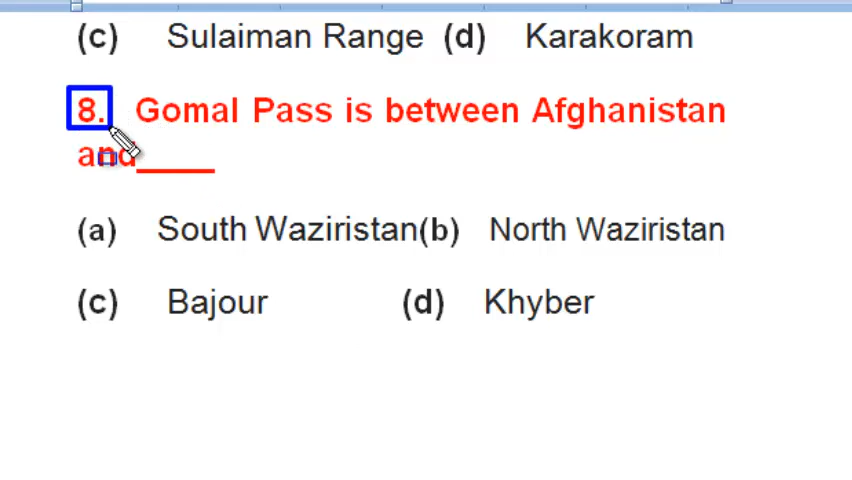 (c) Sulaiman Range (d) Karakoram
8. Gomal Pass is between Afghanistan
and____
(a) South Waziristan(b) North Waziristan
(c) Bajour (d) Khyber